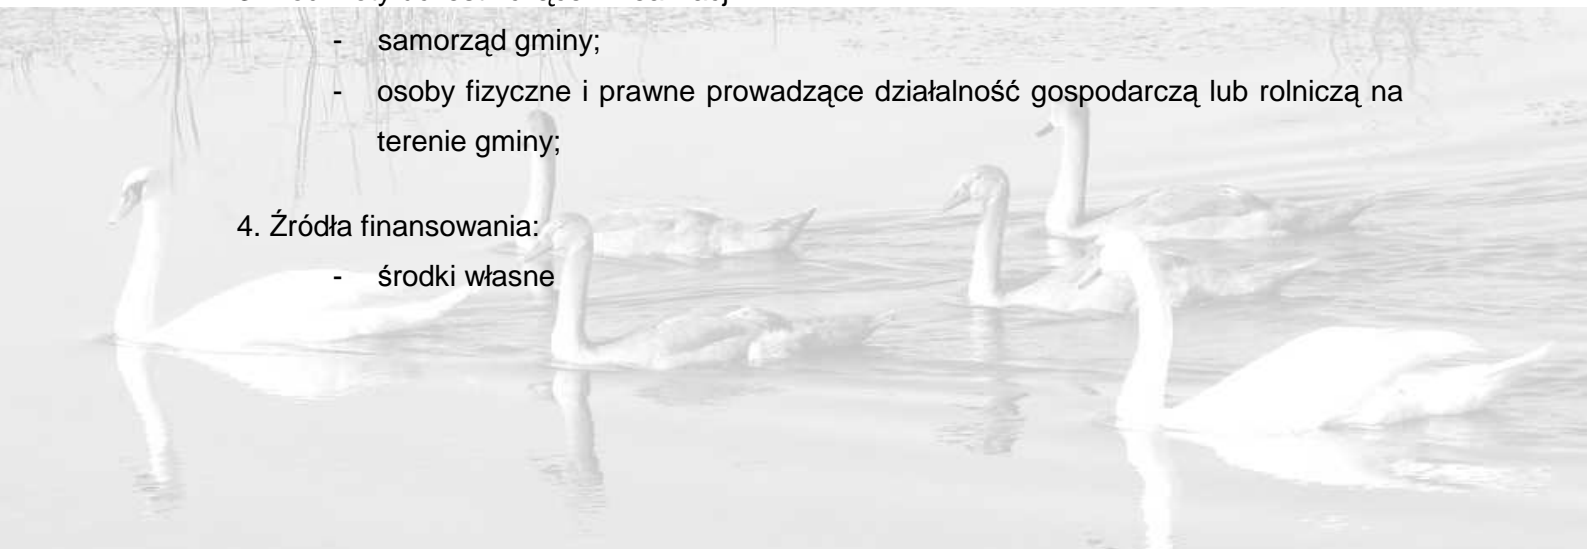 - samorząd gminy;
- osoby fizyczne i prawne prowadzące działalność gospodarczą lub rolniczą na
terenie gminy;
4. Źródła finansowania:
- środki własne